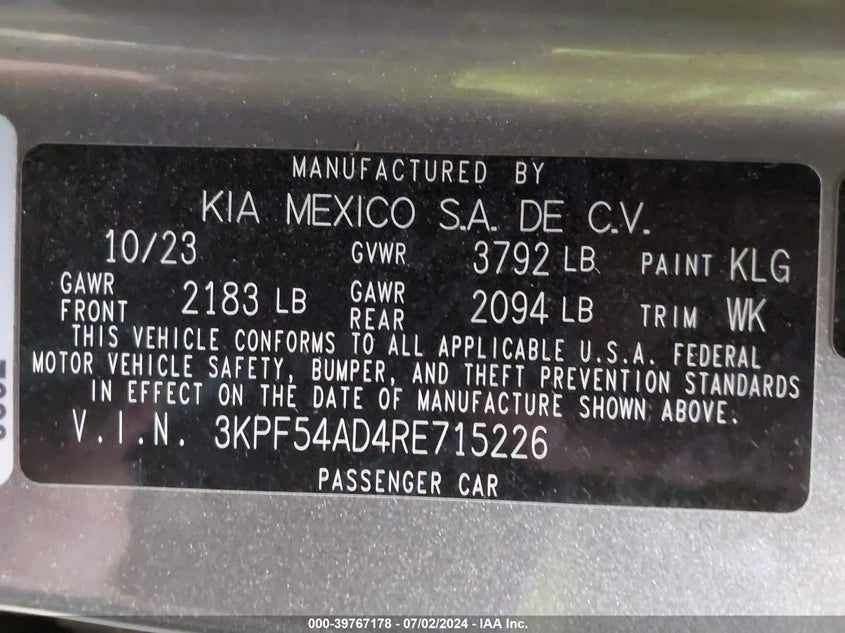 MANUFACTURED BY
KIA MEXICO S.A. DE C.V.
10/23 GVWR 3792 LB PAINT KLG
GAWR FRONT 2183 LB GAWR REAR 2094 LB TRIM WK
THIS VEHICLE CONFORMS TO ALL APPLICABLE U.S.A. FEDERAL
MOTOR VEHICLE SAFETY, BUMPER, AND THEFT PREVENTION STANDARDS
IN EFFECT ON THE DATE OF MANUFACTURE SHOWN ABOVE.
V.I.N. 3KPF54AD4RE715226
PASSENGER CAR
000-39767178 - 07/02/2024 - IAA Inc.